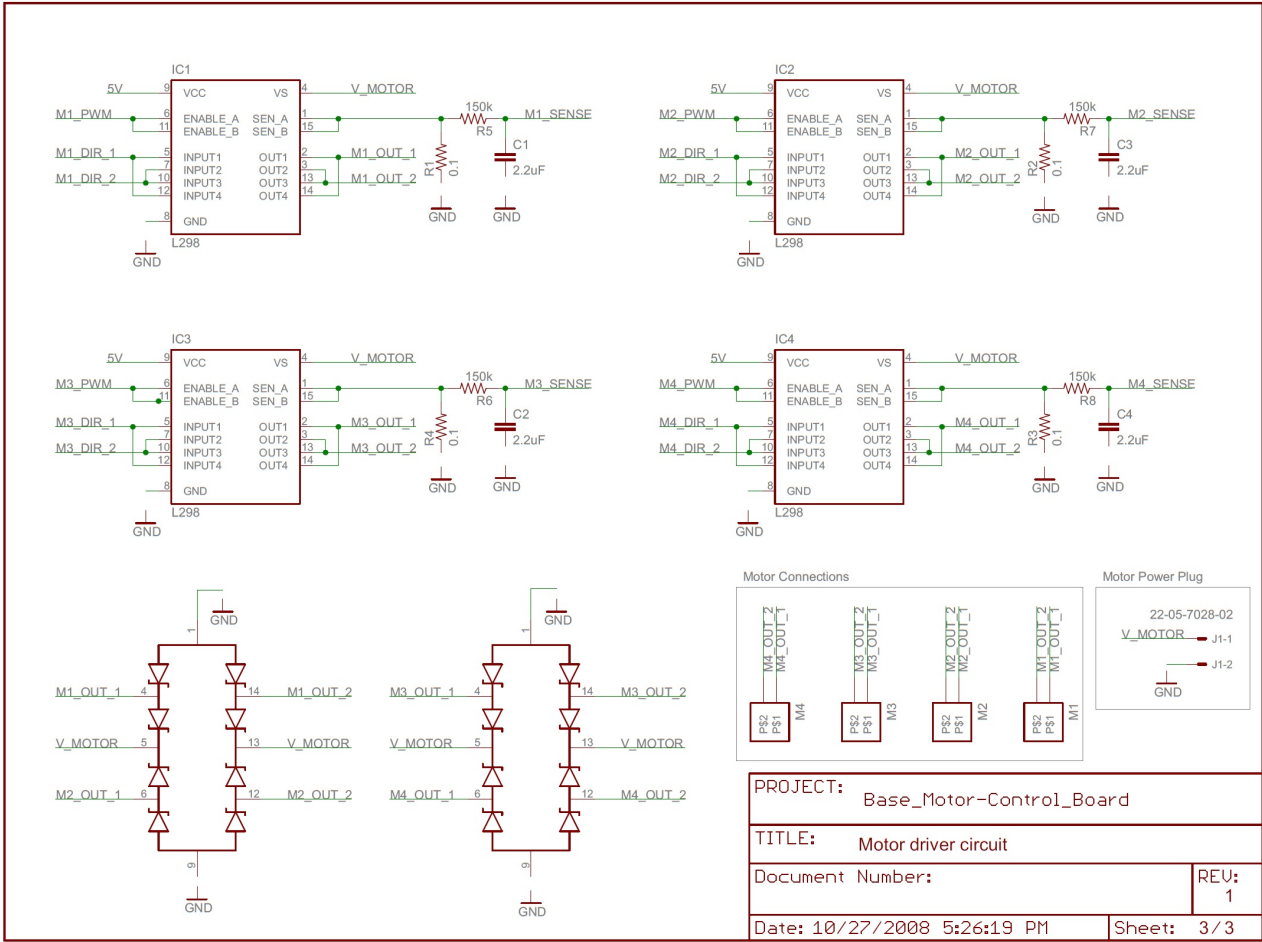 IC1
5V 9 VCC VS 4 V_MOTOR
M1_PWM 6 ENABLE_A SEN_A 1 150k M1_SENSE
11 ENABLE_B SEN_B 15 R5
M1_DIR_1 5 INPUT1 OUT1 2 M1_OUT_1
7 INPUT2 OUT2 3
M1_DIR_2 10 INPUT3 OUT3 13 M1_OUT_2
12 INPUT4 OUT4 14
R1 0.1
C1
2.2uF
8 GND
L298
GND
GND
GND
IC2
5V 9 VCC VS 4 V_MOTOR
M2_PWM 6 ENABLE_A SEN_A 1 150k M2_SENSE
11 ENABLE_B SEN_B 15 R7
M2_DIR_1 5 INPUT1 OUT1 2 M2_OUT_1
7 INPUT2 OUT2 3
M2_DIR_2 10 INPUT3 OUT3 13 M2_OUT_2
12 INPUT4 OUT4 14
R2 0.1
C3
2.2uF
8 GND
L298
GND
GND
GND
IC3
5V 9 VCC VS 4 V_MOTOR
M3_PWM 6 ENABLE_A SEN_A 1 150k M3_SENSE
11 ENABLE_B SEN_B 15 R6
M3_DIR_1 5 INPUT1 OUT1 2 M3_OUT_1
7 INPUT2 OUT2 3
M3_DIR_2 10 INPUT3 OUT3 13 M3_OUT_2
12 INPUT4 OUT4 14
R4 0.1
C2
2.2uF
8 GND
L298
GND
GND
GND
IC4
5V 9 VCC VS 4 V_MOTOR
M4_PWM 6 ENABLE_A SEN_A 1 150k M4_SENSE
11 ENABLE_B SEN_B 15 R8
M4_DIR_1 5 INPUT1 OUT1 2 M4_OUT_1
7 INPUT2 OUT2 3
M4_DIR_2 10 INPUT3 OUT3 13 M4_OUT_2
12 INPUT4 OUT4 14
R3 0.1
C4
2.2uF
8 GND
L298
GND
GND
GND
GND
1
M1_OUT_1 4 14 M1_OUT_2
V_MOTOR 5 13 V_MOTOR
M2_OUT_1 6 12 M2_OUT_2
9
GND
GND
1
M3_OUT_1 4 14 M3_OUT_2
V_MOTOR 5 13 V_MOTOR
M4_OUT_1 6 12 M4_OUT_2
9
GND
Motor Connections
M4_OUT_2
M4_OUT_1
P$2
P$1
M4
M3_OUT_2
M3_OUT_1
P$2
P$1
M3
M2_OUT_2
M2_OUT_1
P$2
P$1
M2
M1_OUT_2
M1_OUT_1
P$2
P$1
M1
Motor Power Plug
22-05-7028-02
V_MOTOR J1-1
J1-2
GND
PROJECT: Base_Motor-Control_Board
TITLE: Motor driver circuit
Document Number:
REV:
1
Date: 10/27/2008 5:26:19 PM
Sheet: 3/3